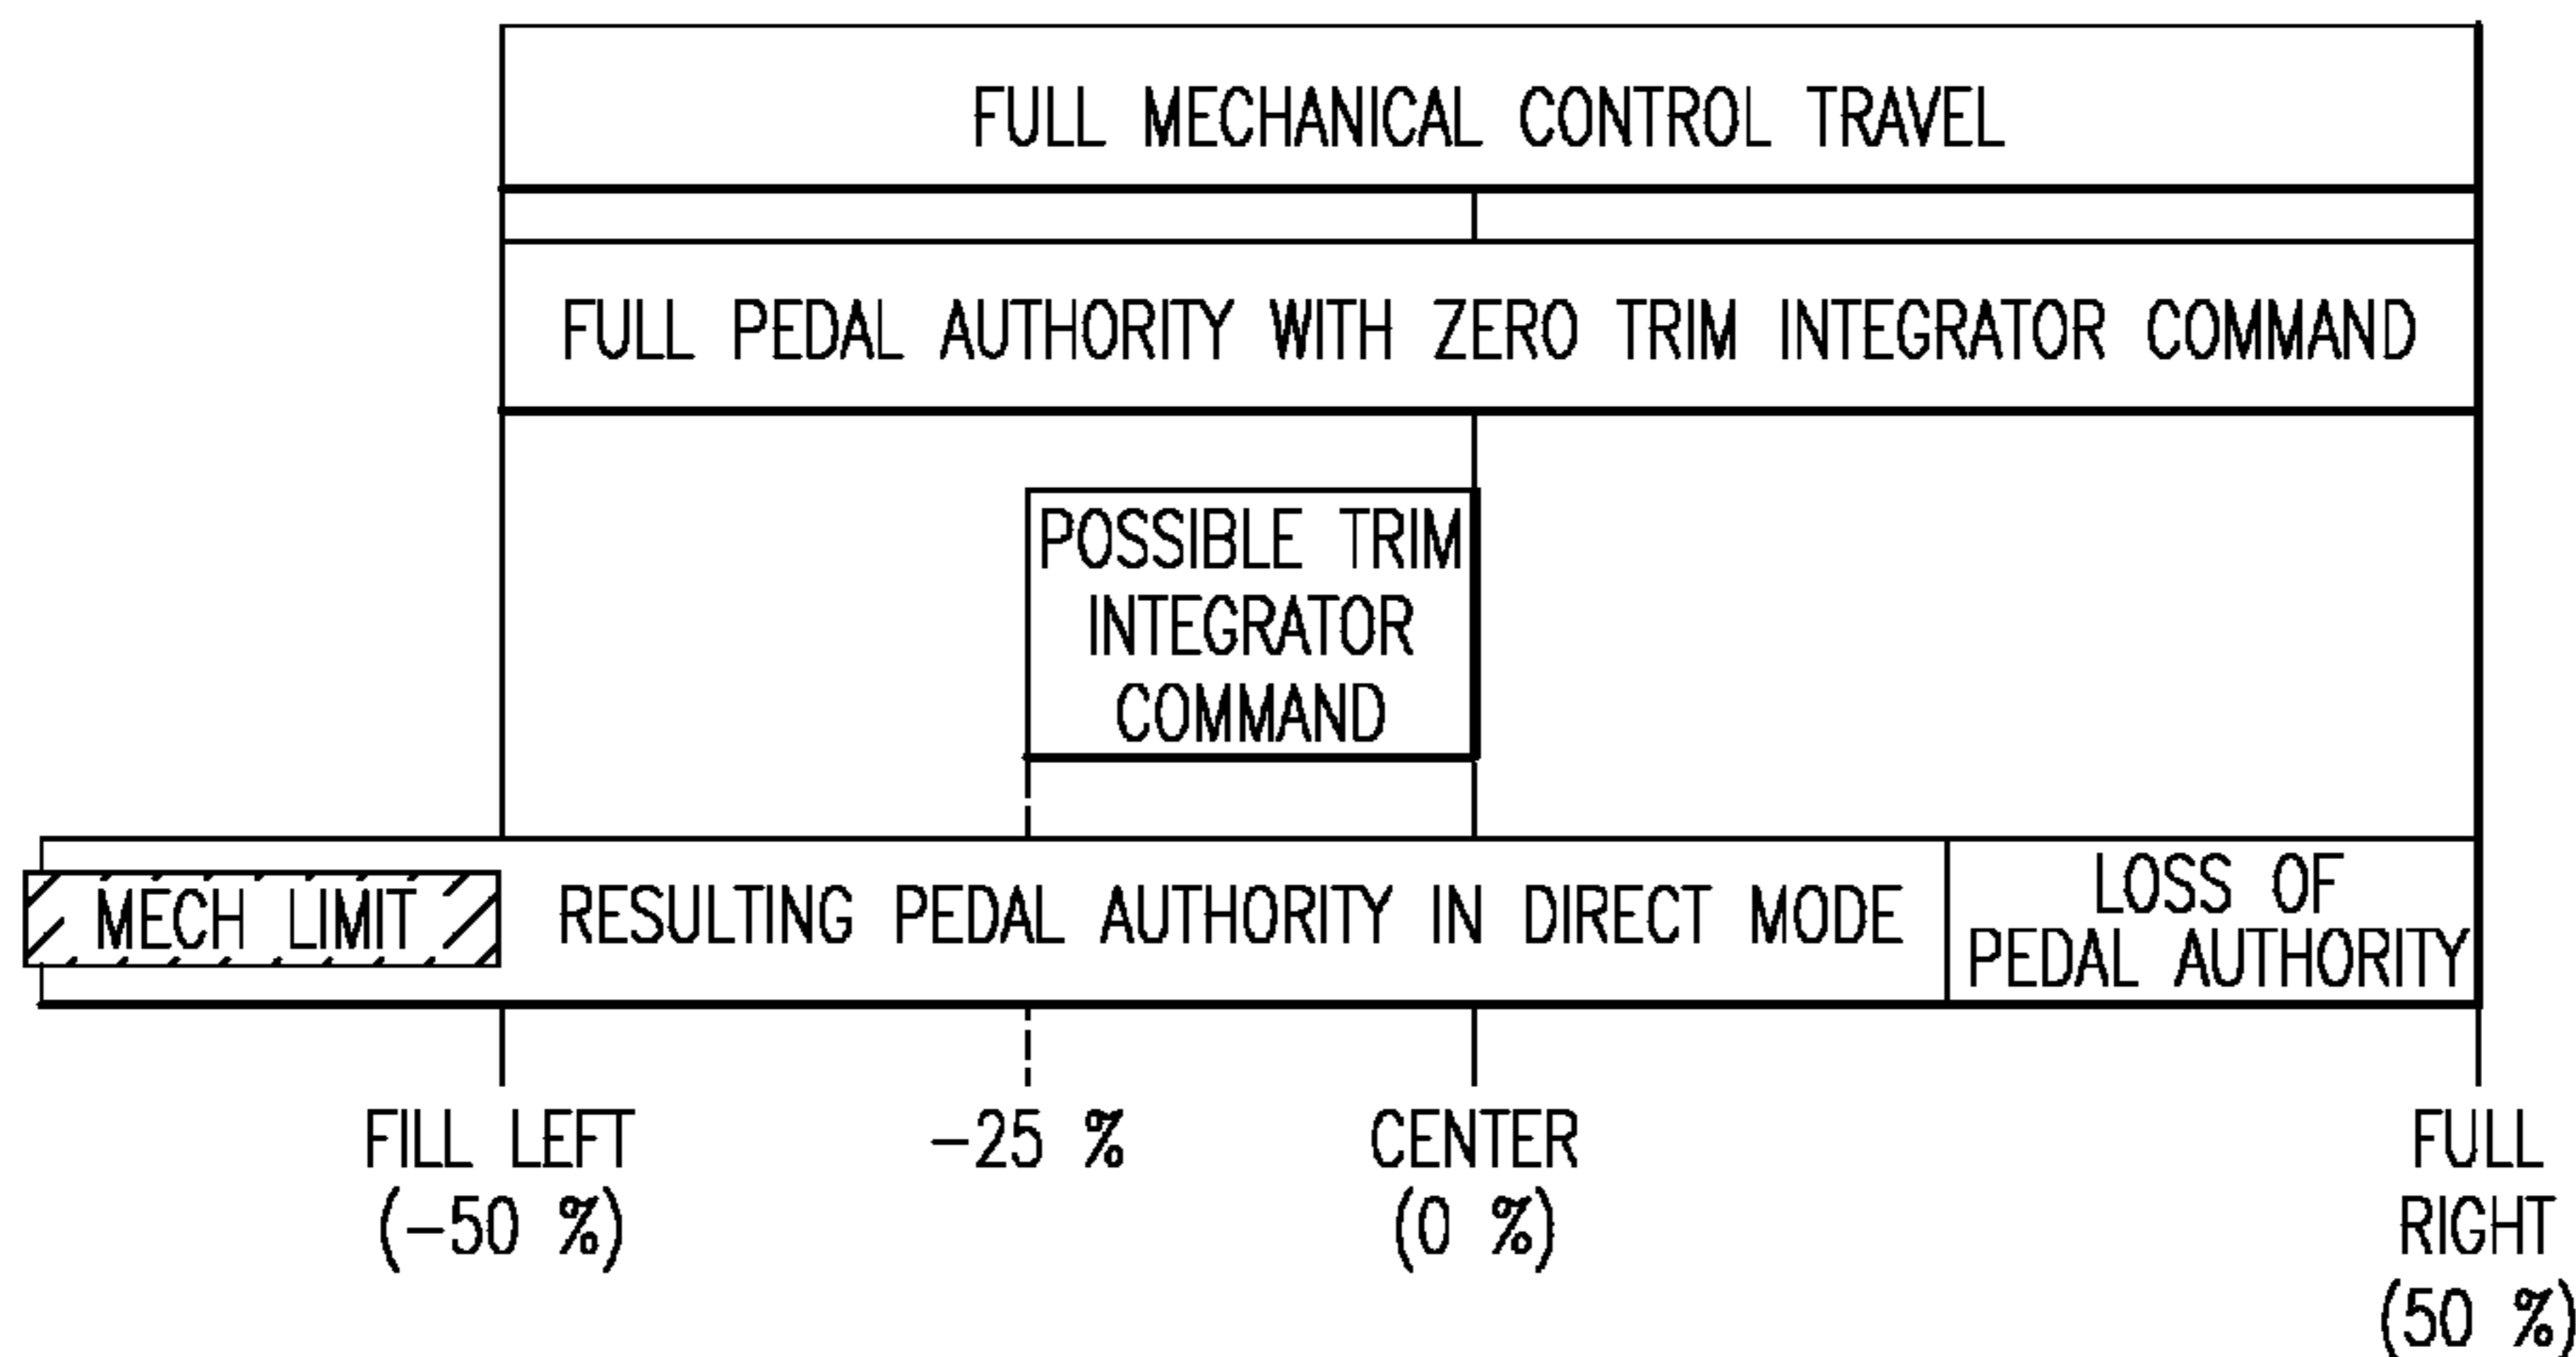 FULL MECHANICAL CONTROL TRAVEL
FULL PEDAL AUTHORITY WITH ZERO TRIM INTEGRATOR COMMAND
POSSIBLE TRIM
INTEGRATOR
COMMAND
MECH LIMIT
RESULTING PEDAL AUTHORITY IN DIRECT MODE
LOSS OF
PEDAL AUTHORITY
FILL LEFT
(-50 %)
-25 %
CENTER
(0 %)
FULL
RIGHT
(50 %)